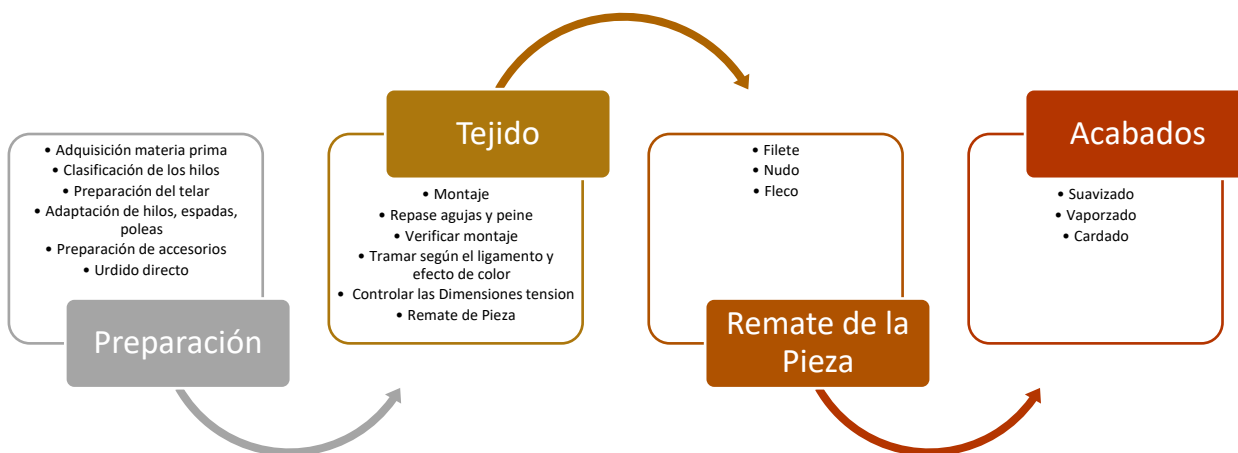 • Adquisición materia prima
• Clasificación de los hilos
• Preparación del telar
• Adaptación de hilos, espadas,
poleas
• Preparación de accesorios
• Urdido directo
Preparación
Tejido
• Montaje
• Repase agujas y peine
• Verificar montaje
• Tramar según el ligamento y
efecto de color
• Controlar las Dimensiones tension
• Remate de Pieza
• Filete
• Nudo
• Fleco
Remate de la
Pieza
Acabados
• Suavizado
• Vaporzado
• Cardado